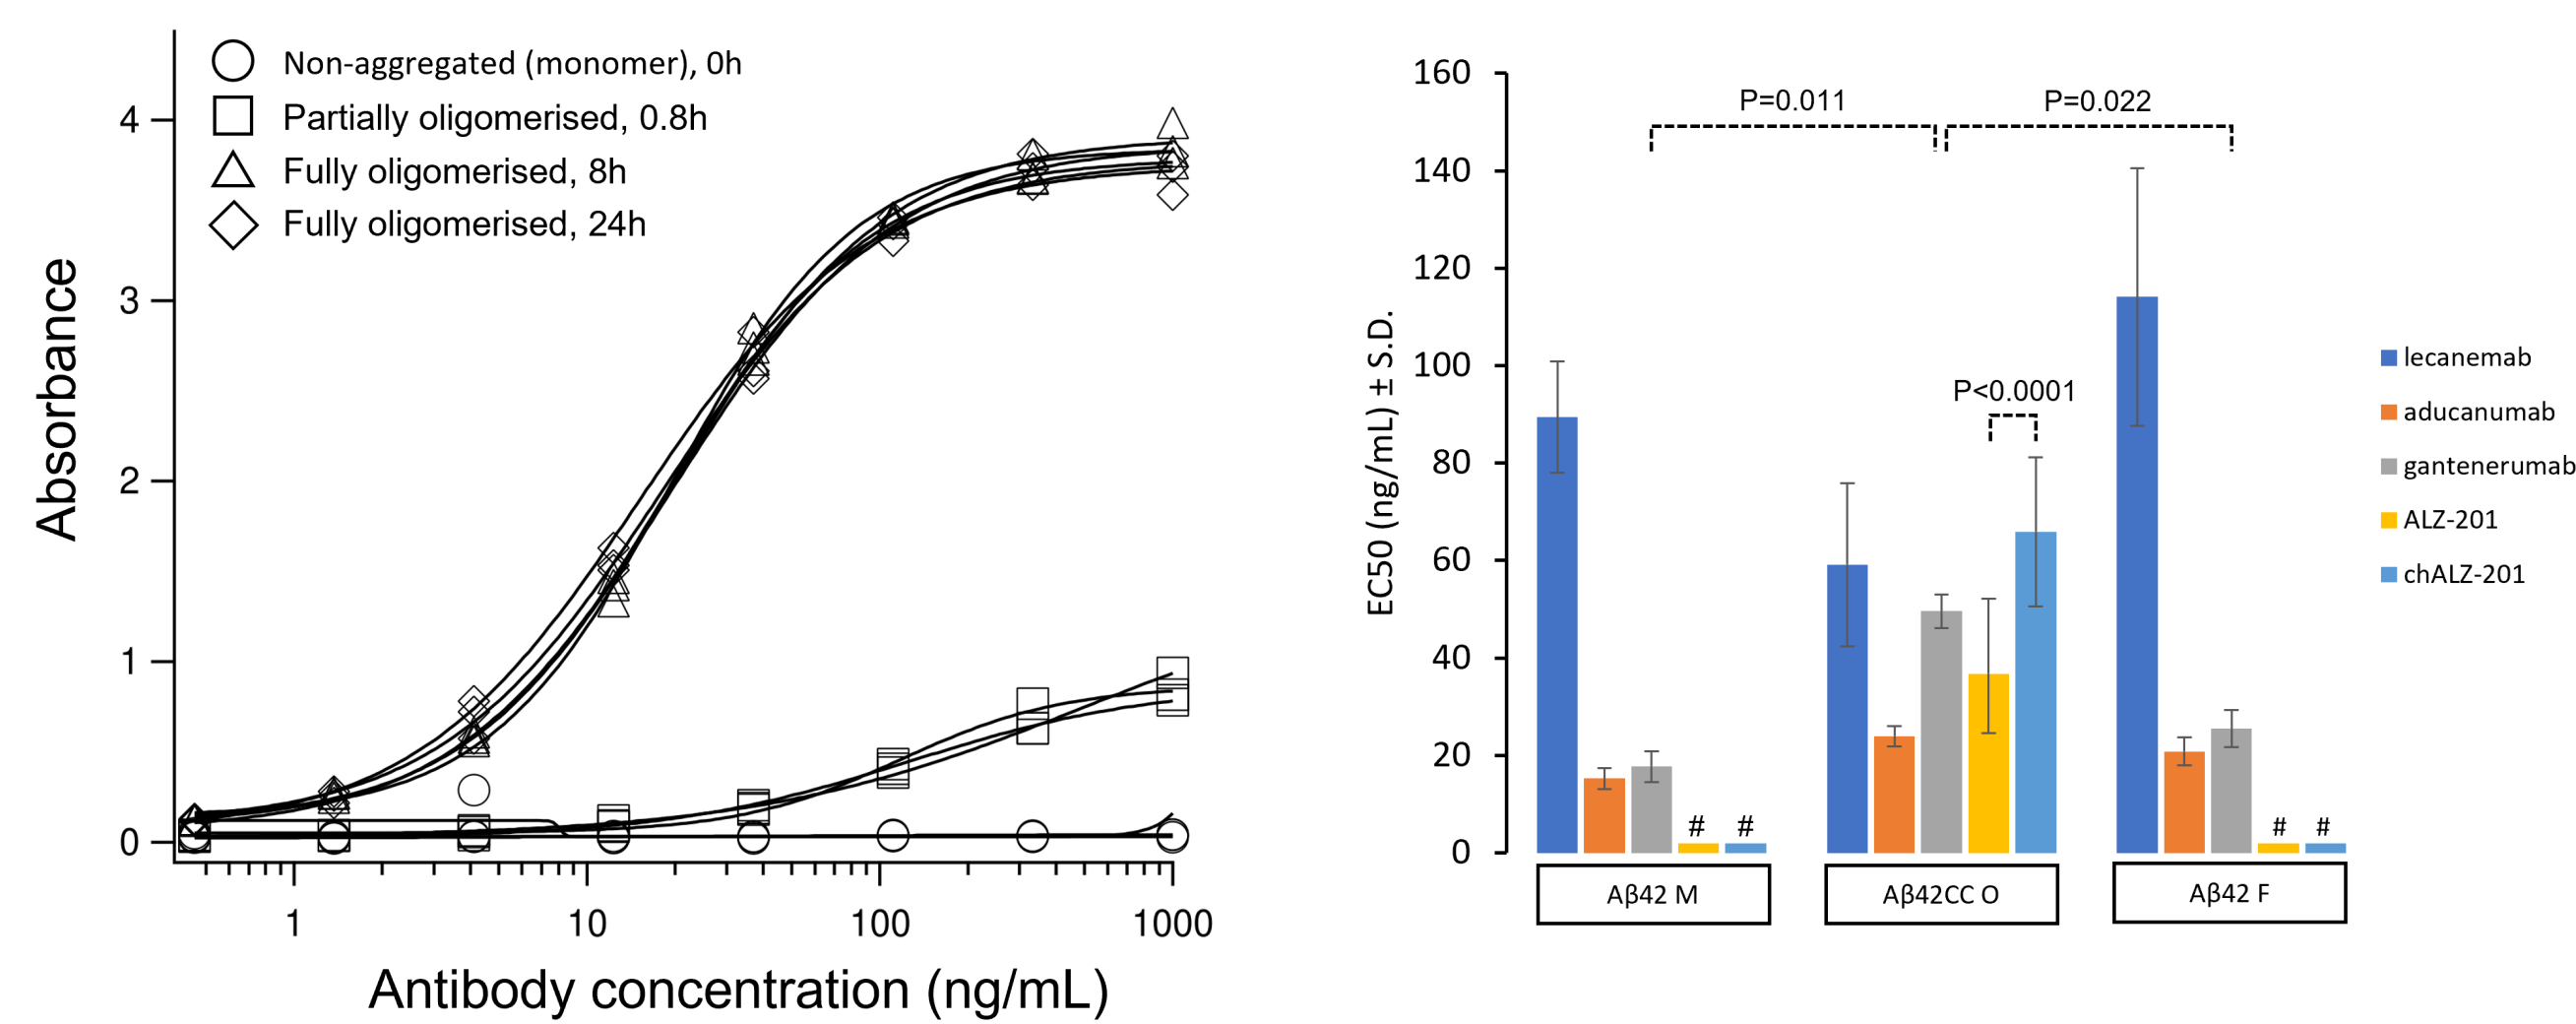 Non-aggregated (monomer), 0h
Partially oligomerised, 0.8h
Fully oligomerised, 8h
Fully oligomerised, 24h
Absorbance
4
3
2
1
0
1 10 100 1000
Antibody concentration (ng/mL)
EC50 (ng/mL) ± S.D.
160
140
120
100
80
60
40
20
0
P=0.011
P=0.022
P<0.0001
# #
# #
Aβ42 M
Aβ42CC O
Aβ42 F
lecanemab
aducanumab
gantenerumab
ALZ-201
chALZ-201